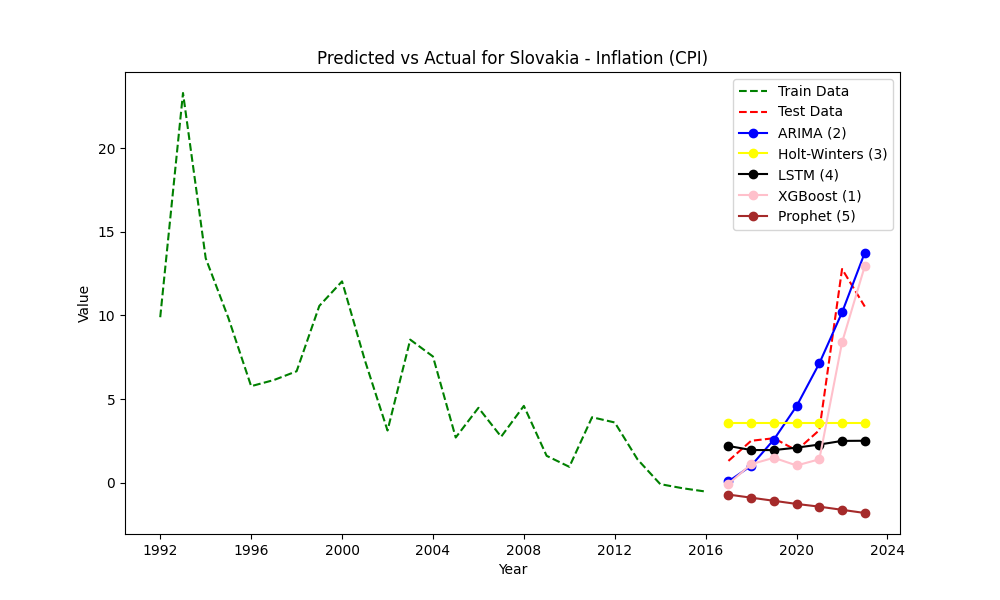 Predicted vs Actual for Slovakia - Inflation (CPI)
Train Data
Test Data
ARIMA (2)
Holt-Winters (3)
LSTM (4)
XGBoost (1)
Prophet (5)
Value
20
15
10
5
0
1992 1996 2000 2004 2008 2012 2016 2020 2024
Year